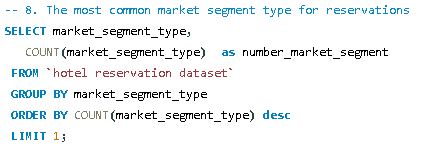 -- 8. The most common market segment type for reservations
SELECT market_segment_type,
COUNT(market_segment_type) as number_market_segment
FROM `hotel reservation dataset`
GROUP BY market_segment_type
ORDER BY COUNT(market_segment_type) desc
LIMIT 1;